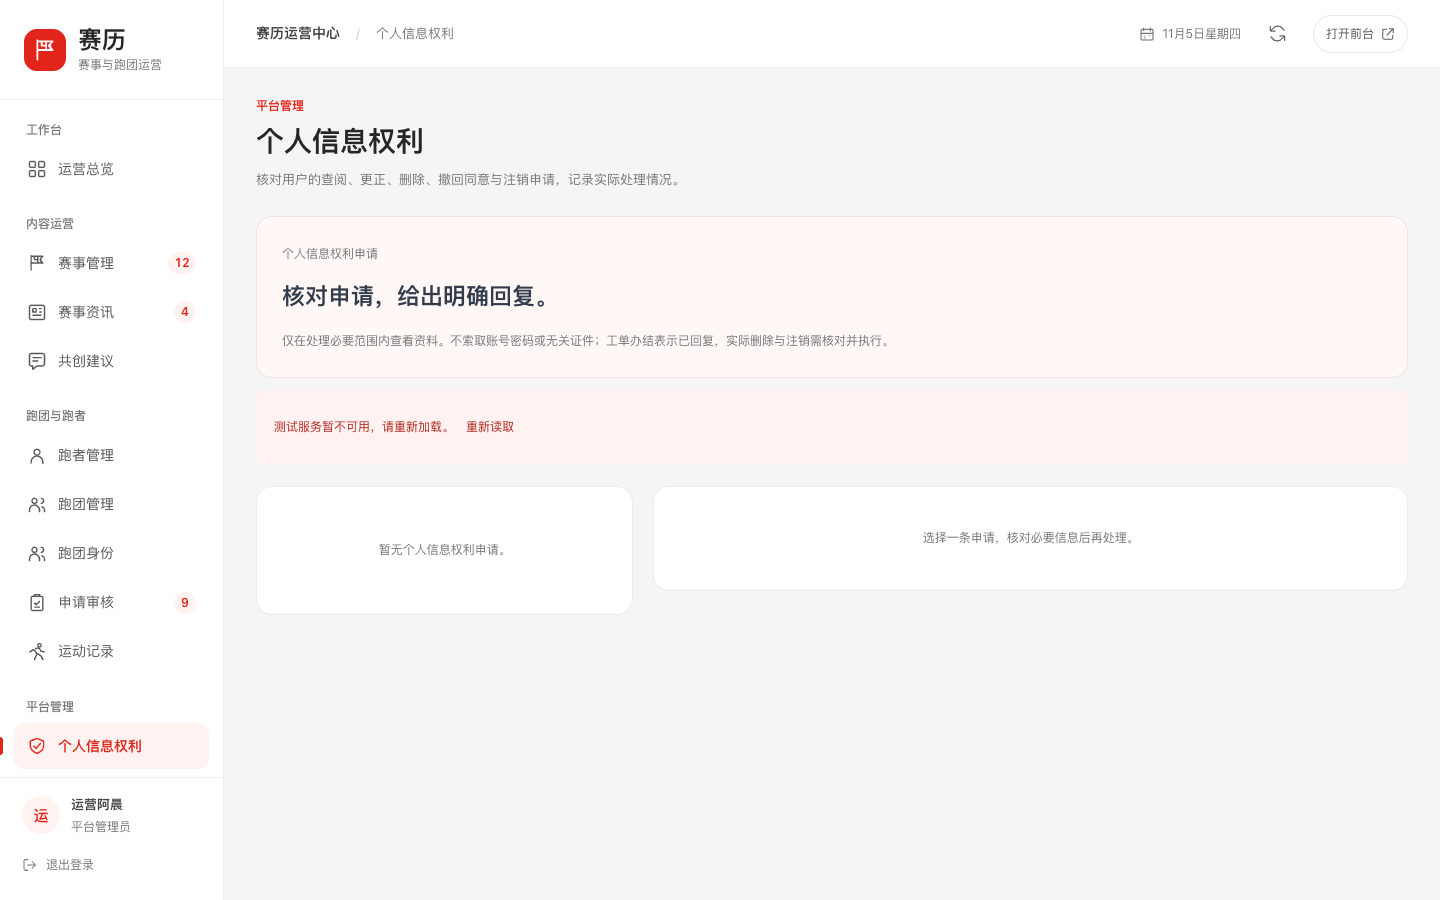 赛历
赛事与跑团运营
工作台
运营总览
内容运营
赛事管理 12
赛事资讯 4
共创建议
跑团与跑者
跑者管理
跑团管理
跑团身份
申请审核 9
运动记录
平台管理
个人信息权利
运 运营阿晨
平台管理员
退出登录
赛历运营中心 / 个人信息权利
11月5日星期四
打开前台
平台管理
个人信息权利
核对用户的查阅、更正、删除、撤回同意与注销申请，记录实际处理情况。
个人信息权利申请
核对申请，给出明确回复。
仅在处理必要范围内查看资料。不索取账号密码或无关证件；工单办结表示已回复，实际删除与注销需核对并执行。
测试服务暂不可用，请重新加载。 重新读取
暂无个人信息权利申请。
选择一条申请，核对必要信息后再处理。